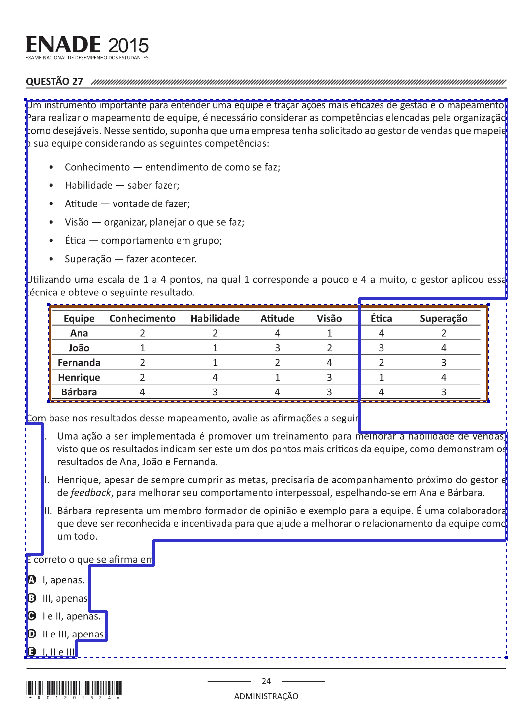 ENADE 2015
EXAME NACIONAL DE DESEMPENHO DOS ESTUDANTES
QUESTÃO 27
Um instrumento importante para entender uma equipe e traçar ações mais eficazes de gestão é o mapeamento.
Para realizar o mapeamento de equipe, é necessário considerar as competências elencadas pela organização
como desejáveis. Nesse sentido, suponha que uma empresa tenha solicitado ao gestor de vendas que mapeie
a sua equipe considerando as seguintes competências:
• Conhecimento — entendimento de como se faz;
• Habilidade — saber fazer;
• Atitude — vontade de fazer;
• Visão — organizar, planejar o que se faz;
• Ética — comportamento em grupo;
• Superação — fazer acontecer.
Utilizando uma escala de 1 a 4 pontos, na qual 1 corresponde a pouco e 4 a muito, o gestor aplicou essa
técnica e obteve o seguinte resultado.
Equipe Conhecimento Habilidade Atitude Visão Ética Superação
Ana 2 2 4 1 4 2
João 1 1 3 2 3 4
Fernanda 2 1 2 4 2 3
Henrique 2 4 1 3 1 4
Bárbara 4 3 4 3 4 3
Com base nos resultados desse mapeamento, avalie as afirmações a seguir
I. Uma ação a ser implementada é promover um treinamento para melhorar a habilidade de vendas,
visto que os resultados indicam ser este um dos pontos mais críticos da equipe, como demonstram os
resultados de Ana, João e Fernanda.
II. Henrique, apesar de sempre cumprir as metas, precisaria de acompanhamento próximo do gestor e
de feedback, para melhorar seu comportamento interpessoal, espelhando-se em Ana e Bárbara.
III. Bárbara representa um membro formador de opinião e exemplo para a equipe. É uma colaboradora
que deve ser reconhecida e incentivada para que ajude a melhorar o relacionamento da equipe como
um todo.
É correto o que se afirma em
A I, apenas.
B III, apenas.
C I e II, apenas.
D II e III, apenas.
E I, II e III.
24
ADMINISTRAÇÃO